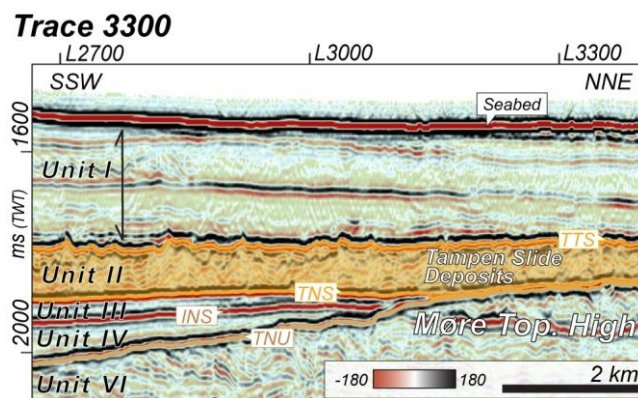 Trace 3300
L2700
L3000
L3300
SSW
NNE
Seabed
1600
Unit I
ms (TWT)
TTS
Tampen Slide
Deposits
Unit II
TNS
Unit III
INS
2000
Unit IV
TNU
Møre Top. High
Unit VI
-180
180
2 km